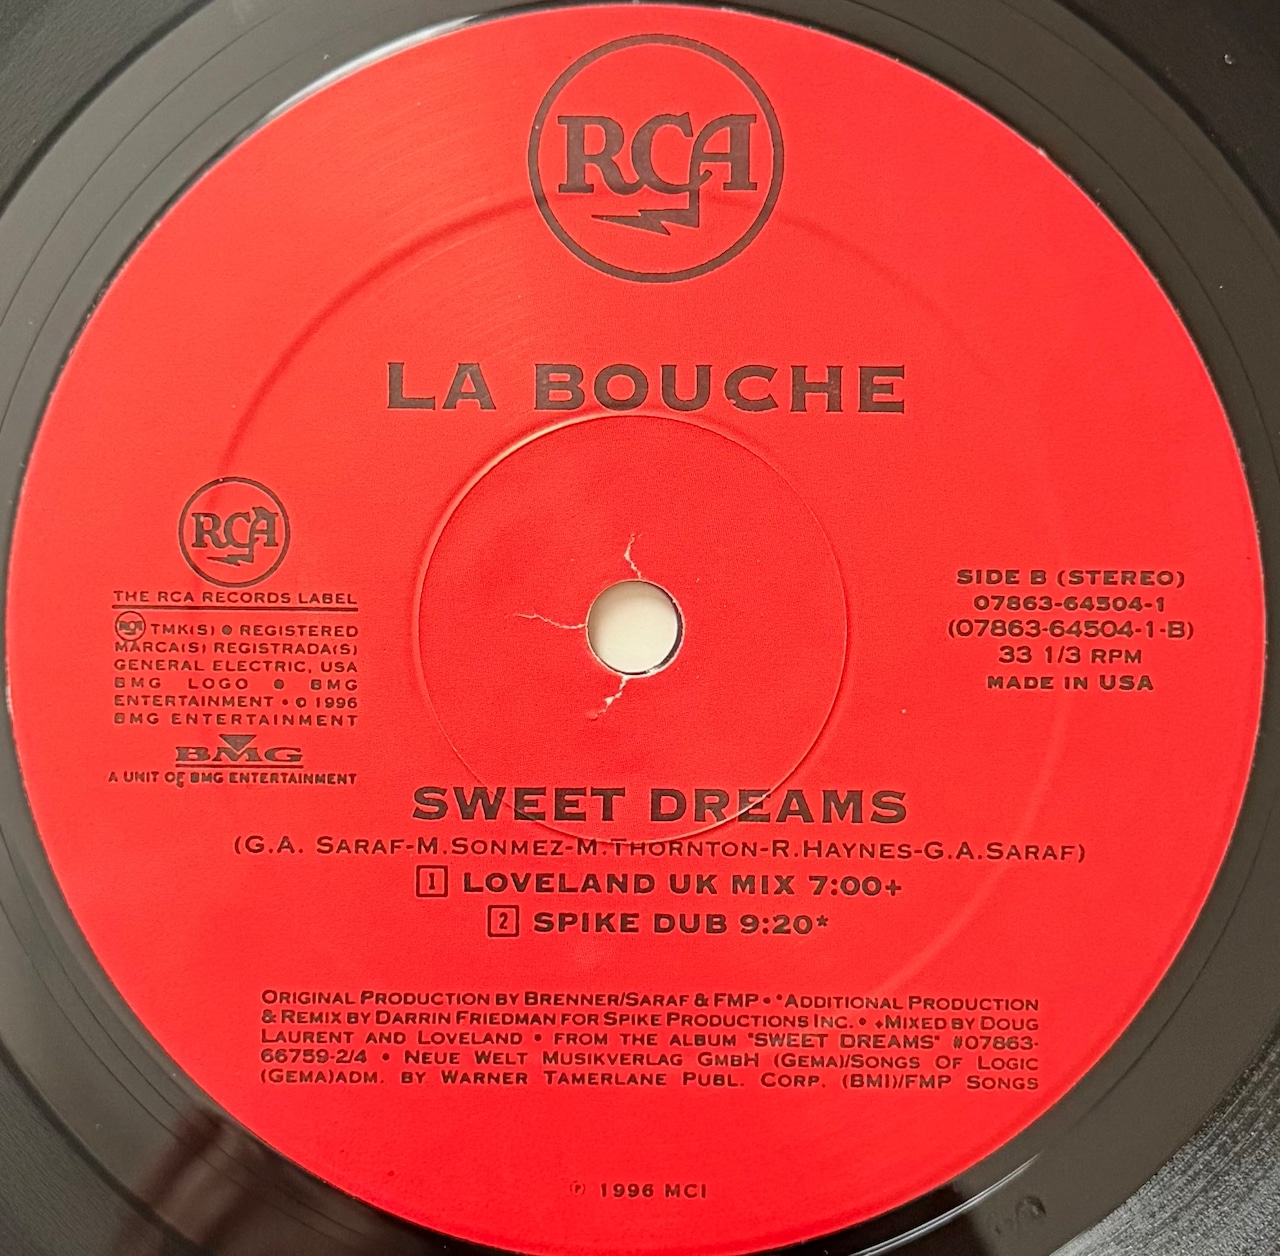 RCA
LA BOUCHE
RCA
THE RCA RECORDS LABEL
RCA TMK(S) ® REGISTERED
MARCA(S) REGISTRADA(S)
GENERAL ELECTRIC, USA
BMG LOGO ® BMG
ENTERTAINMENT • © 1996
BMG ENTERTAINMENT
BMG
A UNIT OF BMG ENTERTAINMENT
SIDE B (STEREO)
07863-64504-1
(07863-64504-1-B)
33 1/3 RPM
MADE IN USA
SWEET DREAMS
(G.A. SARAF-M.SONMEZ-M.THORNTON-R.HAYNES-G.A.SARAF)
1 LOVELAND UK MIX 7:00+
2 SPIKE DUB 9:20*
ORIGINAL PRODUCTION BY BRENNER/SARAF & FMP • *ADDITIONAL PRODUCTION
& REMIX BY DARRIN FRIEDMAN FOR SPIKE PRODUCTIONS INC. • +MIXED BY DOUG
LAURENT AND LOVELAND • FROM THE ALBUM "SWEET DREAMS" #07863-
66759-2/4 • NEUE WELT MUSIKVERLAG GMBH (GEMA)/SONGS OF LOGIC
(GEMA)ADM. BY WARNER TAMERLANE PUBL. CORP. (BMI)/FMP SONGS
℗ 1996 MCI